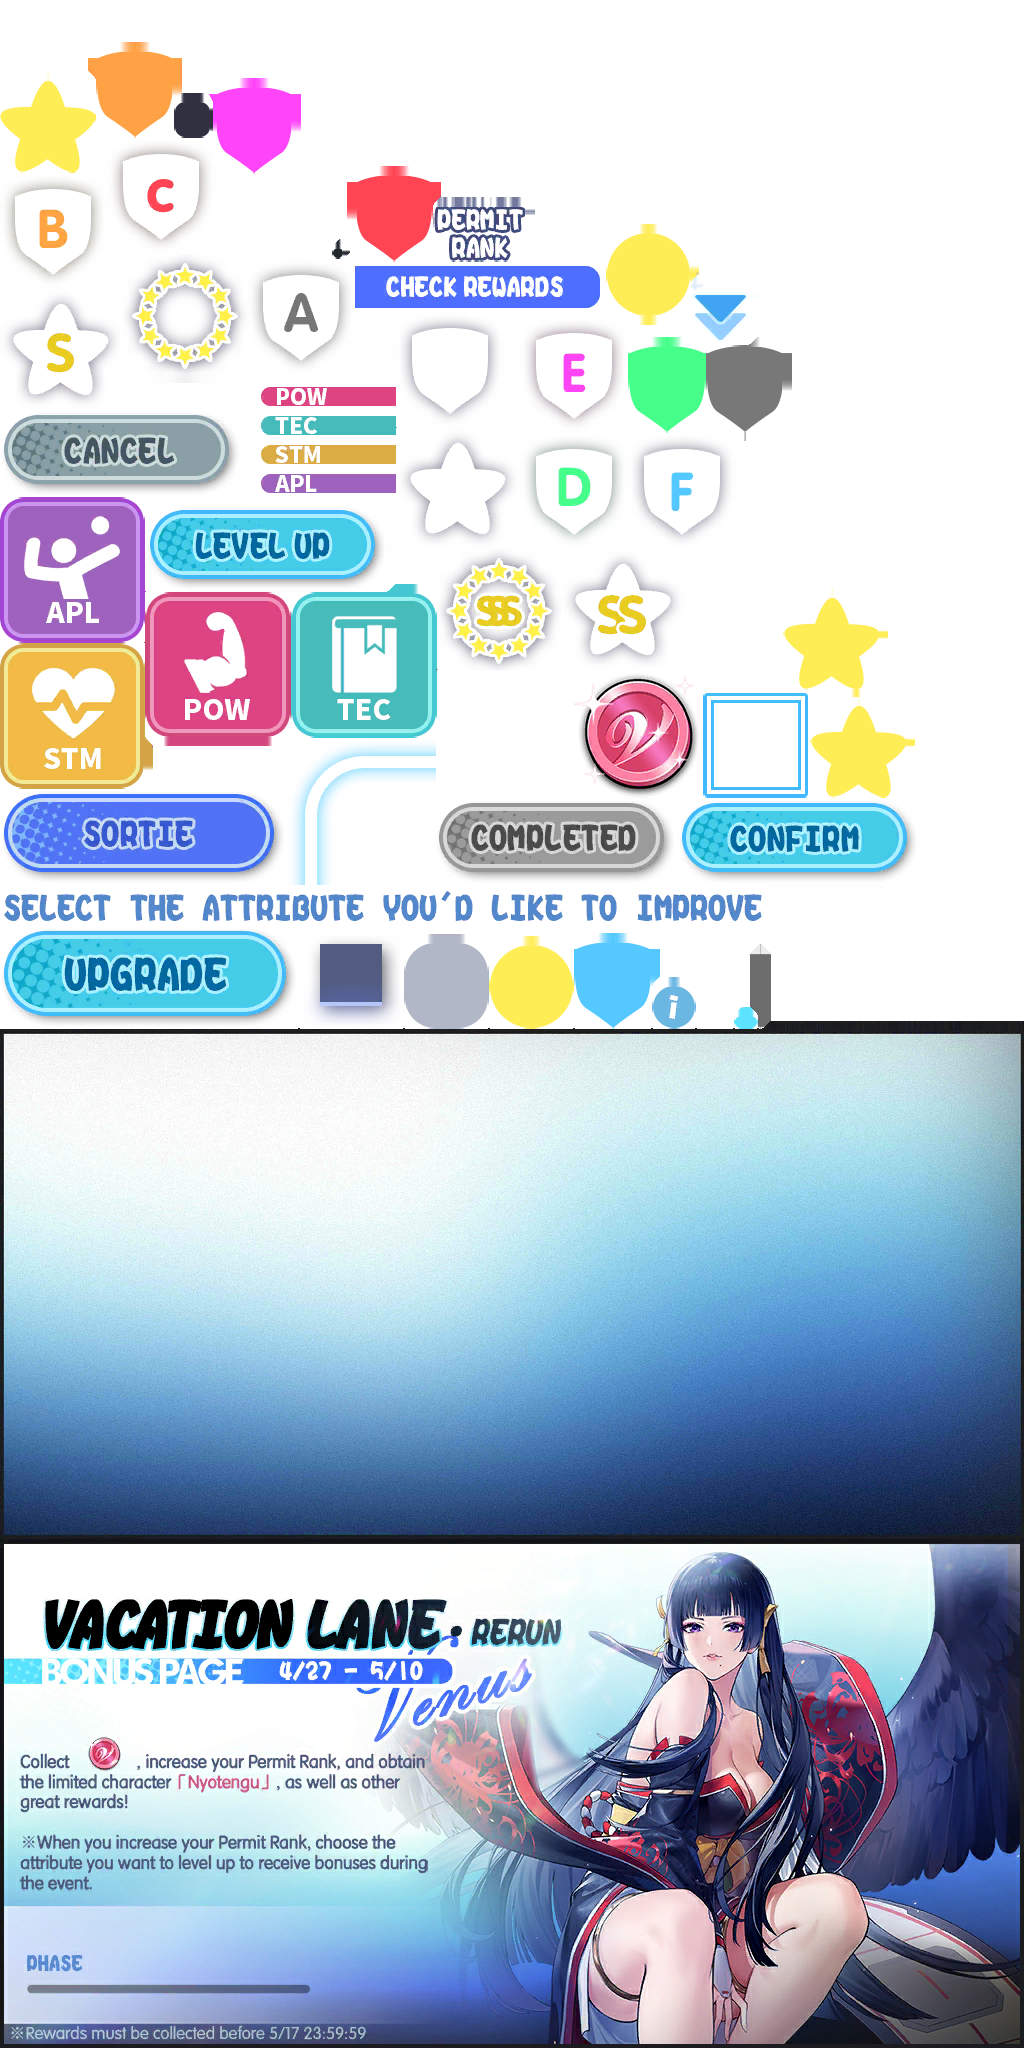 C
B
PERMIT
RANK
CHECK REWARDS
A
S
E
POW
TEC
STM
APL
CANCEL
D
F
LEVEL UP
APL
SSS
SS
POW
TEC
STM
SORTIE
COMPLETED
CONFIRM
SELECT THE ATTRIBUTE YOU'D LIKE TO IMPROVE
UPGRADE
i
VACATION LANE・RERUN
BONUS PAGE 4/27 - 5/10
Venus
Collect , increase your Permit Rank, and obtain
the limited character「Nyotengu」, as well as other
great rewards!
※When you increase your Permit Rank, choose the
attribute you want to level up to receive bonuses during
the event.
PHASE
※Rewards must be collected before 5/17 23:59:59